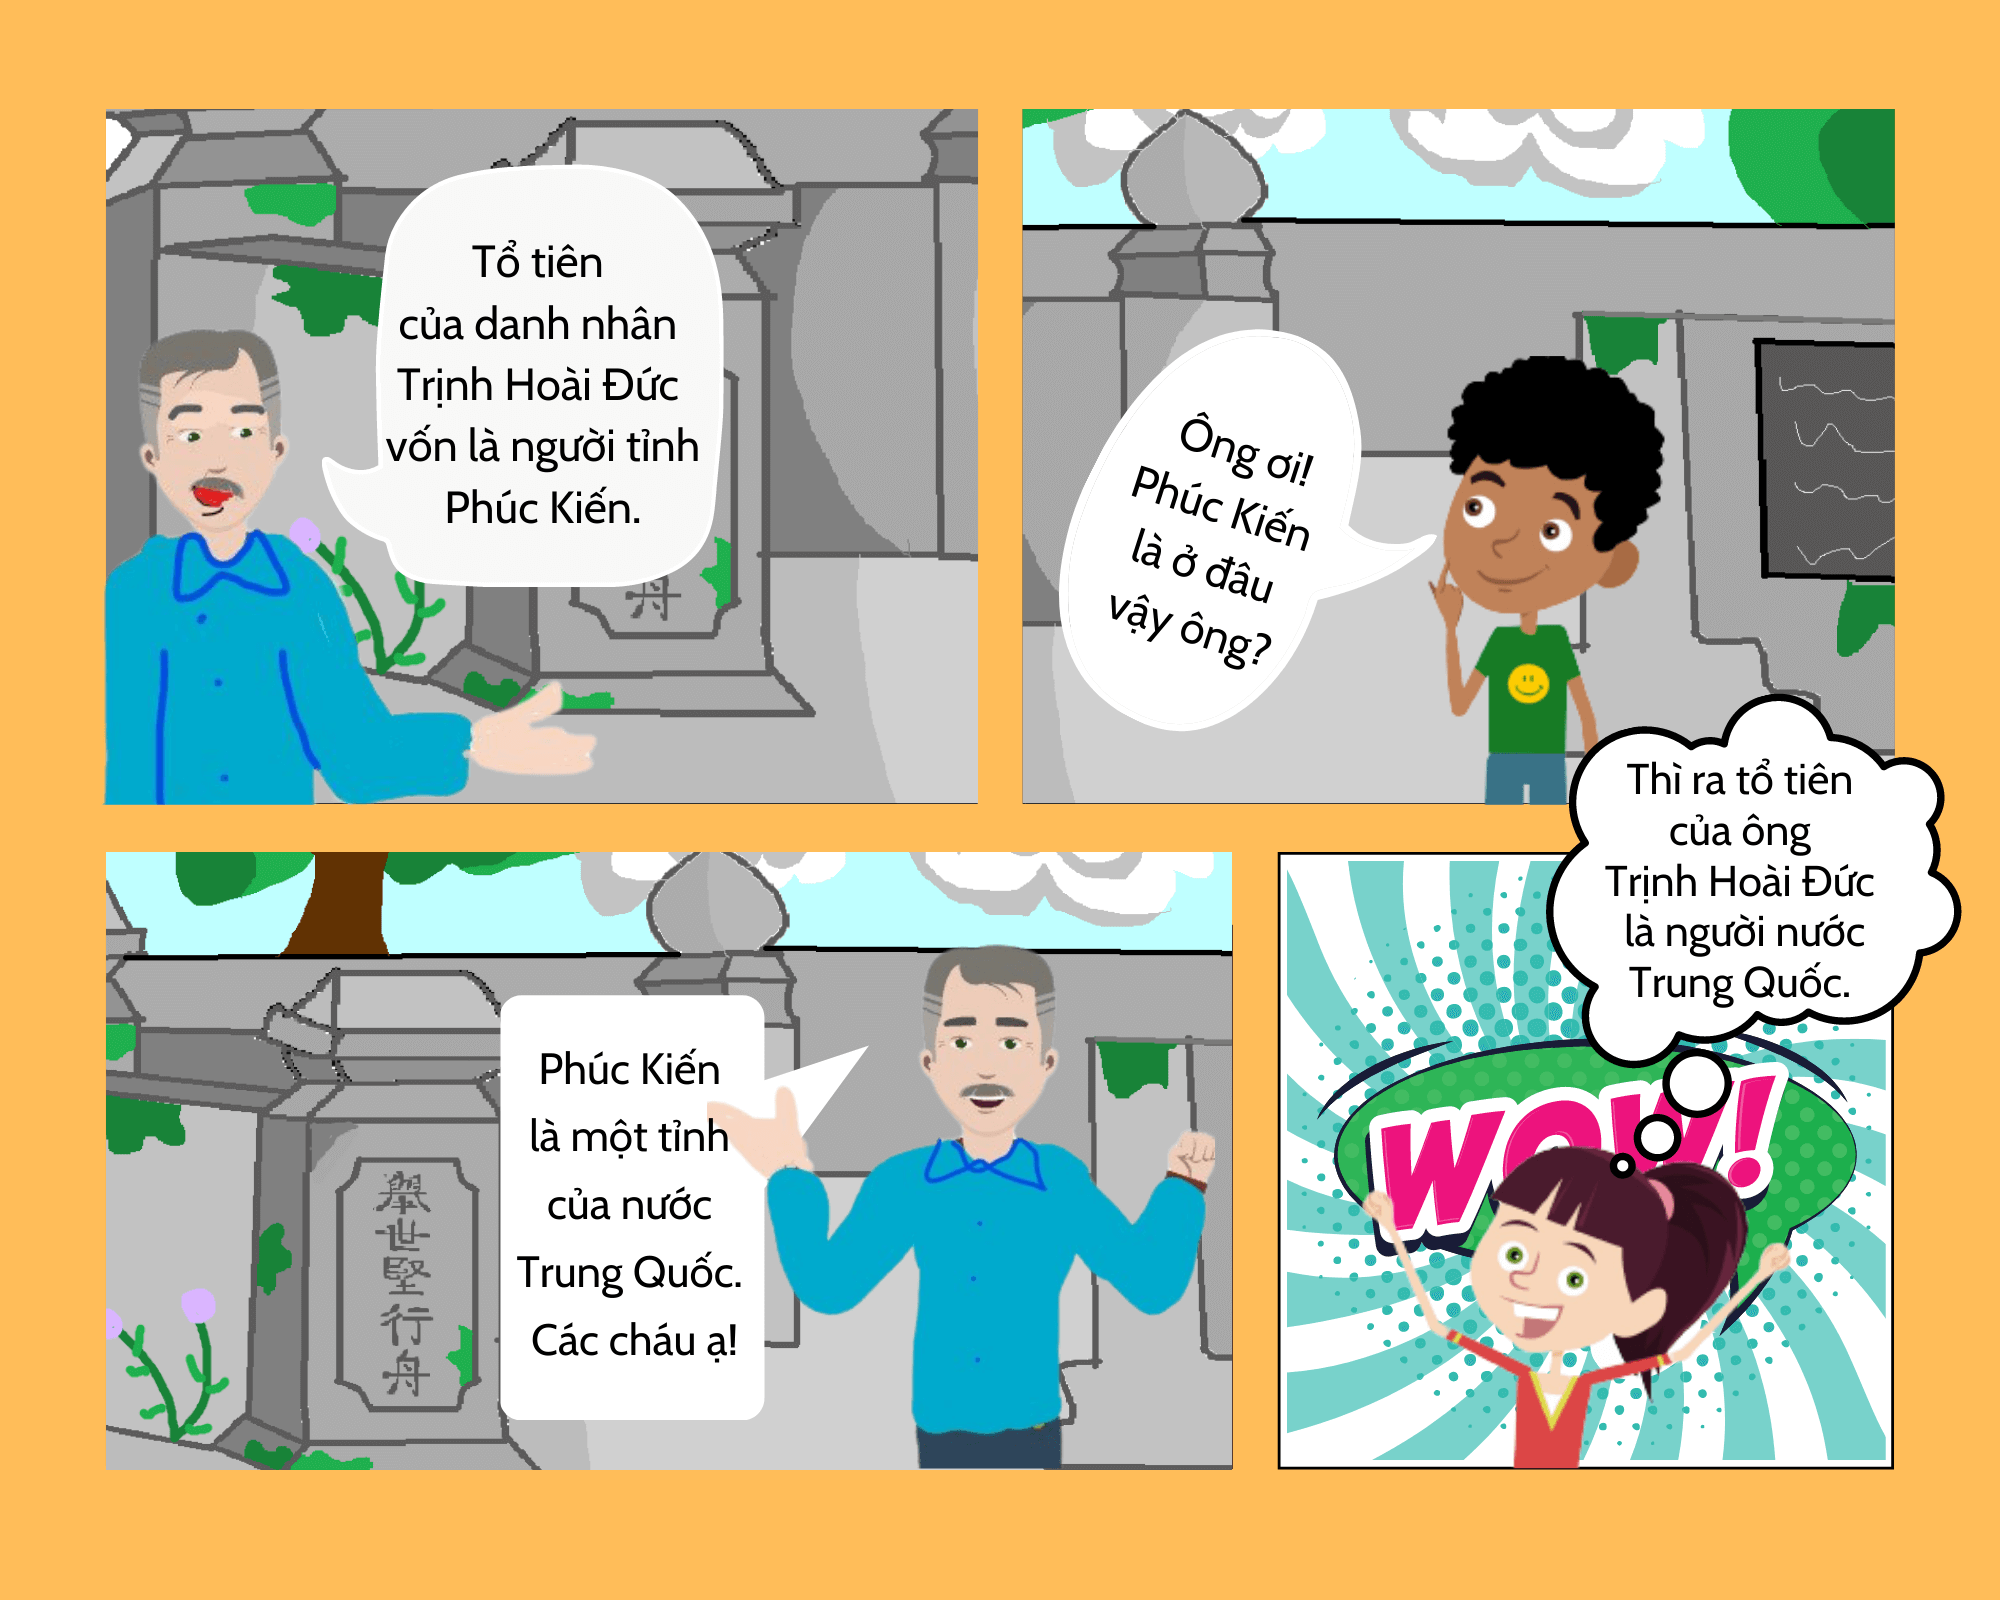 Tổ tiên
của danh nhân
Trịnh Hoài Đức
vốn là người tỉnh
Phúc Kiến.
舟
Ông ơi!
Phúc Kiến
là ở đâu
vậy ông?
Phúc Kiến
là một tỉnh
của nước
Trung Quốc.
Các cháu ạ!
舉
世
堅
行
舟
Thì ra tổ tiên
của ông
Trịnh Hoài Đức
là người nước
Trung Quốc.
WOW!